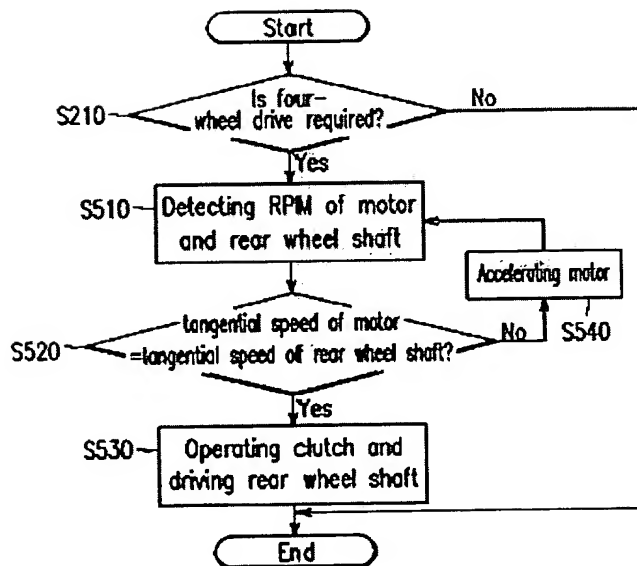 Start
Is four-
wheel drive required?
S210
No
Yes
S510
Detecting RPM of motor
and rear wheel shaft
Accelerating motor
S540
tangential speed of motor
=tangential speed of rear wheel shaft?
S520
No
Yes
S530
Operating clutch and
driving rear wheel shaft
End